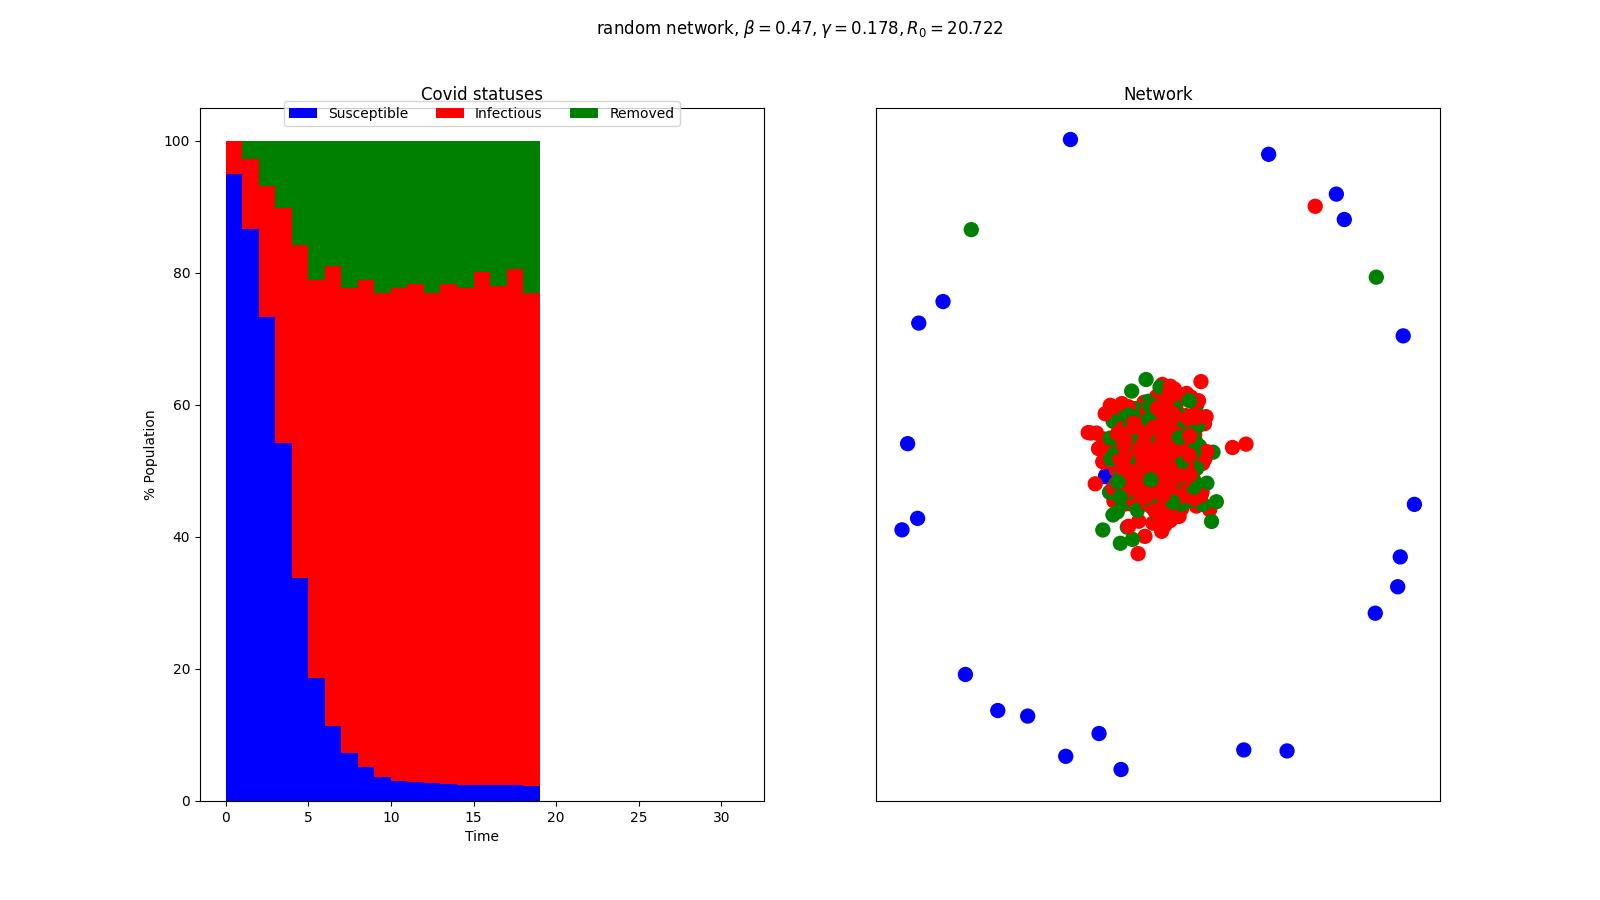 random network, β = 0.47, γ = 0.178, R₀ = 20.722
Covid statuses
Susceptible Infectious Removed
100
80
60
40
20
0
% Population
0 5 10 15 20 25 30
Time
Network